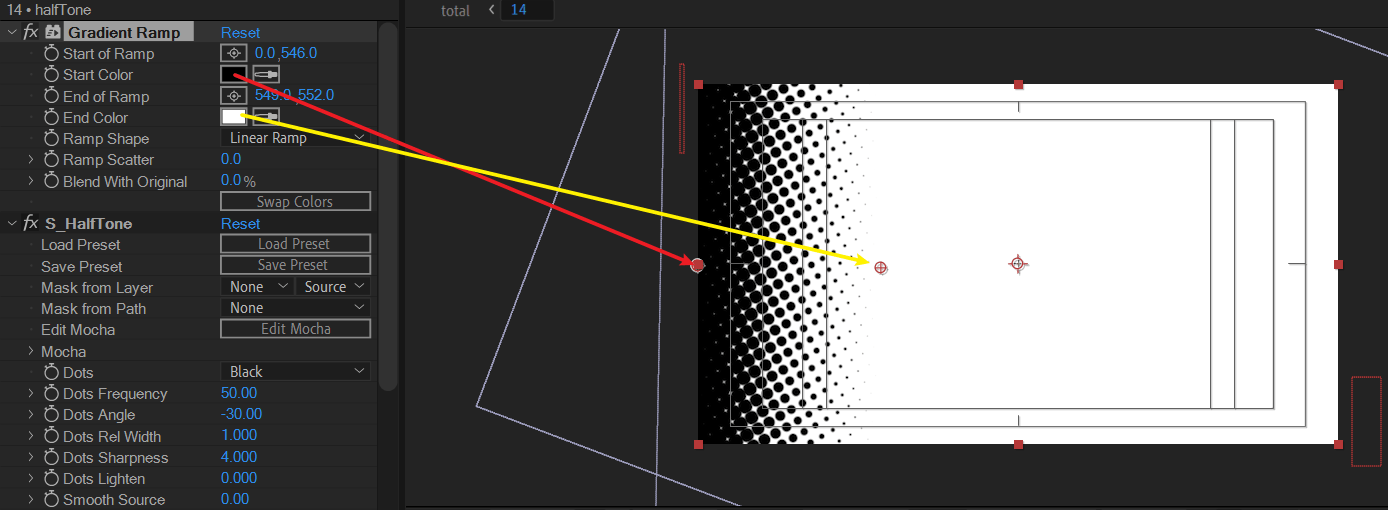 14 • halfTone
total < 14
fx Gradient Ramp Reset
Start of Ramp 0.0,546.0
Start Color
End of Ramp 549.0,552.0
End Color
Ramp Shape Linear Ramp
Ramp Scatter 0.0
Blend With Original 0.0 %
Swap Colors
fx S_HalfTone Reset
Load Preset Load Preset
Save Preset Save Preset
Mask from Layer None Source
Mask from Path None
Edit Mocha Edit Mocha
Mocha
Dots Black
Dots Frequency 50.00
Dots Angle -30.00
Dots Rel Width 1.000
Dots Sharpness 4.000
Dots Lighten 0.000
Smooth Source 0.00